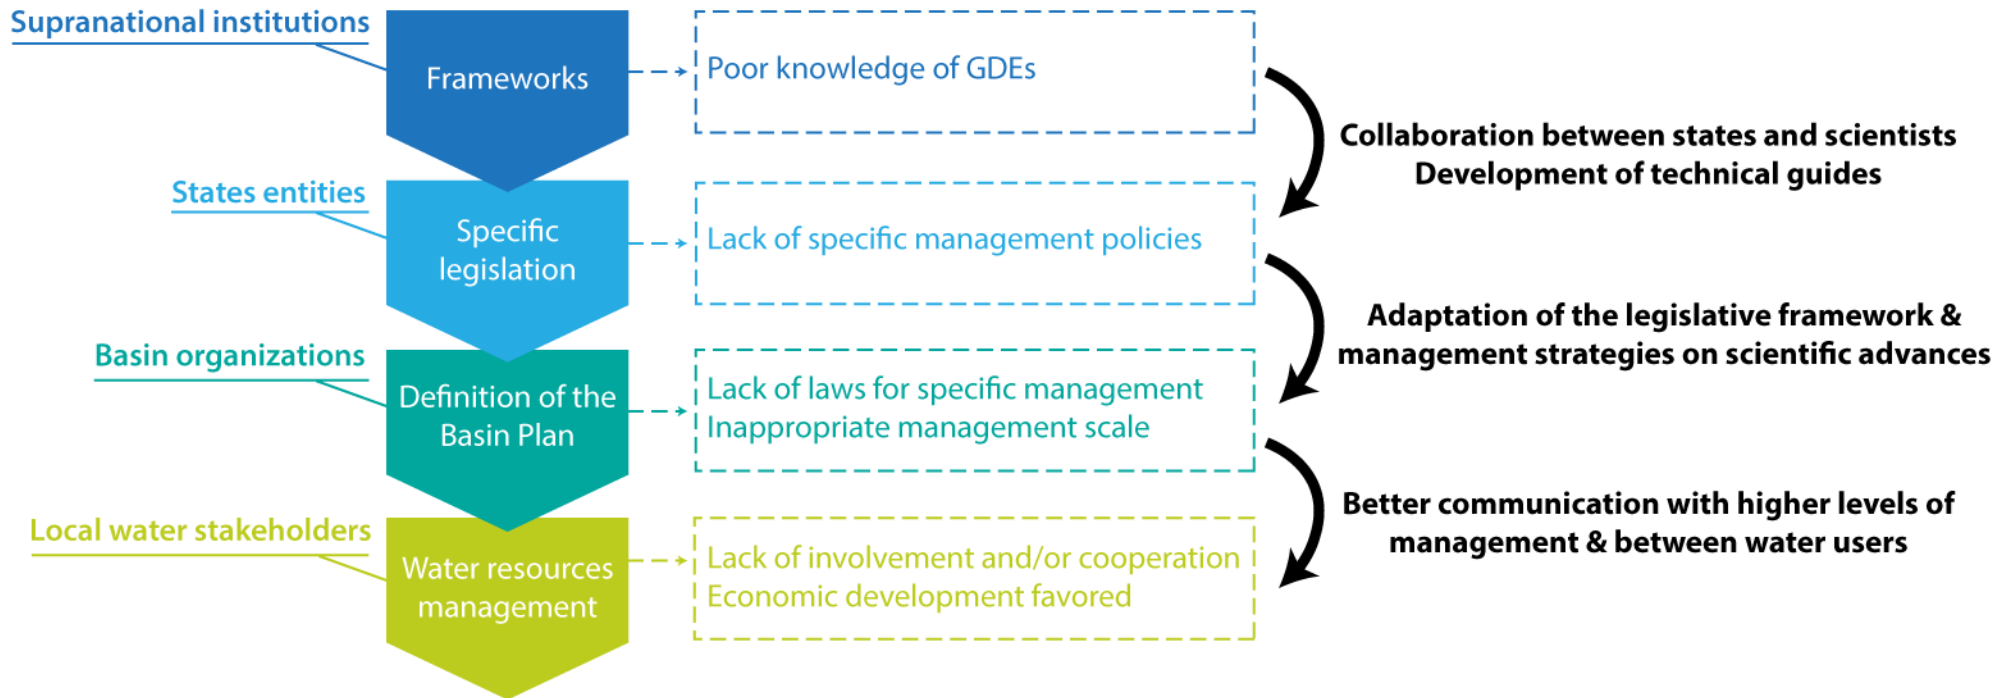 Supranational institutions
Frameworks
Poor knowledge of GDEs
Collaboration between states and scientists
Development of technical guides
States entities
Specific
legislation
Lack of specific management policies
Adaptation of the legislative framework &
management strategies on scientific advances
Basin organizations
Definition of the
Basin Plan
Lack of laws for specific management
Inappropriate management scale
Better communication with higher levels of
management & between water users
Local water stakeholders
Water resources
management
Lack of involvement and/or cooperation
Economic development favored